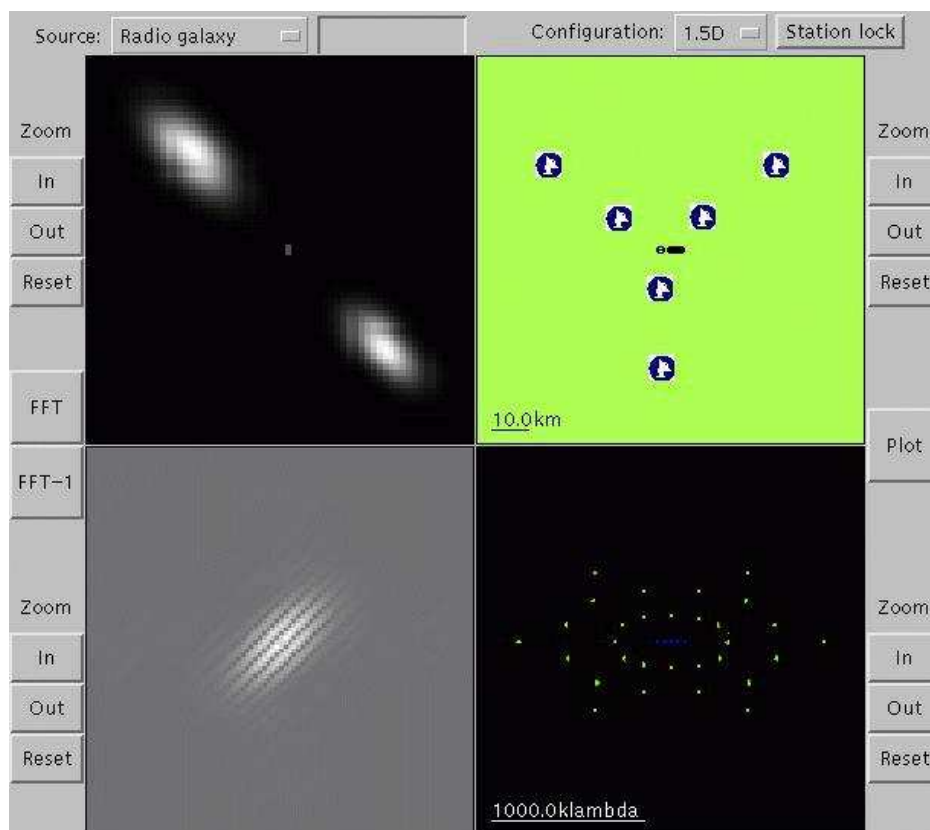 Source: Radio galaxy Configuration: 1.5D Station lock
Zoom
In
Out
Reset
FFT
FFT-1
Zoom
In
Out
Reset
10.0km
1000.0klambda
Zoom
In
Out
Reset
Plot
Zoom
In
Out
Reset